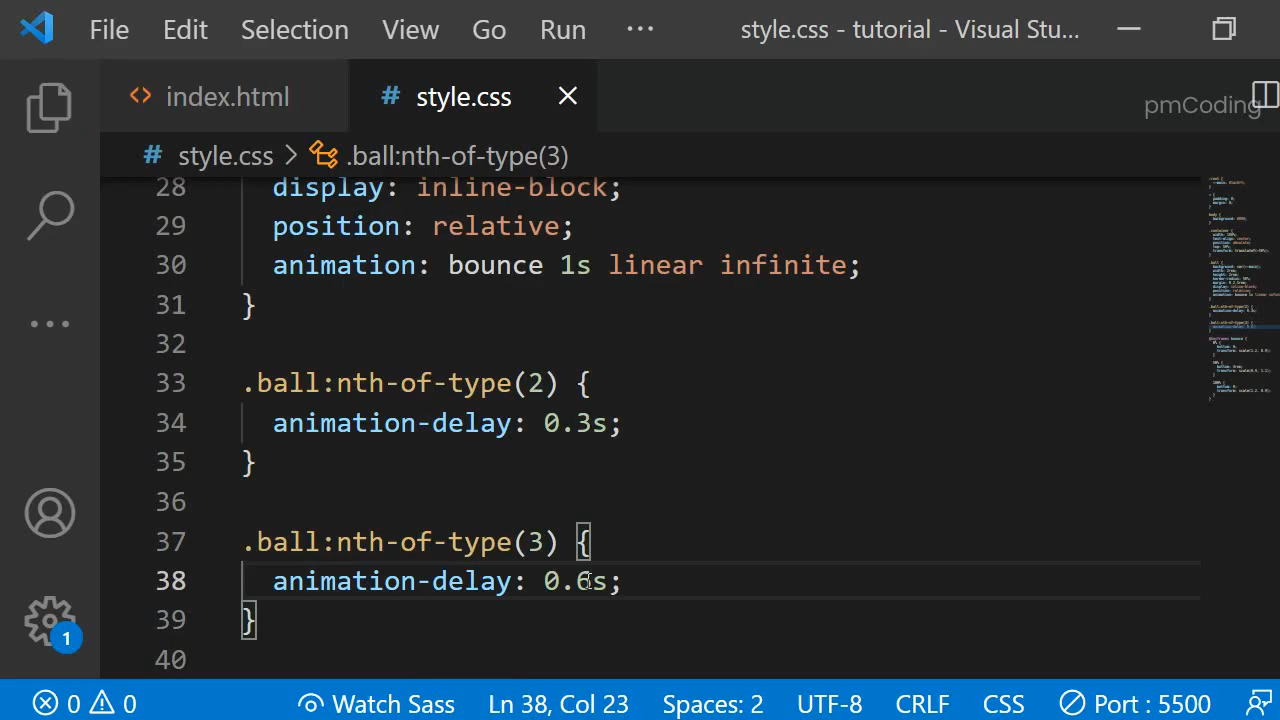 File Edit Selection View Go Run ··· style.css - tutorial - Visual Stu...
index.html # style.css
pmCoding
# style.css > .ball:nth-of-type(3)
28 display: inline-block;
29 position: relative;
30 animation: bounce 1s linear infinite;
31 }
32
33 .ball:nth-of-type(2) {
34 animation-delay: 0.3s;
35 }
36
37 .ball:nth-of-type(3) {
38 animation-delay: 0.6s;
39 }
40
1
0 0 Watch Sass Ln 38, Col 23 Spaces: 2 UTF-8 CRLF CSS Port : 5500